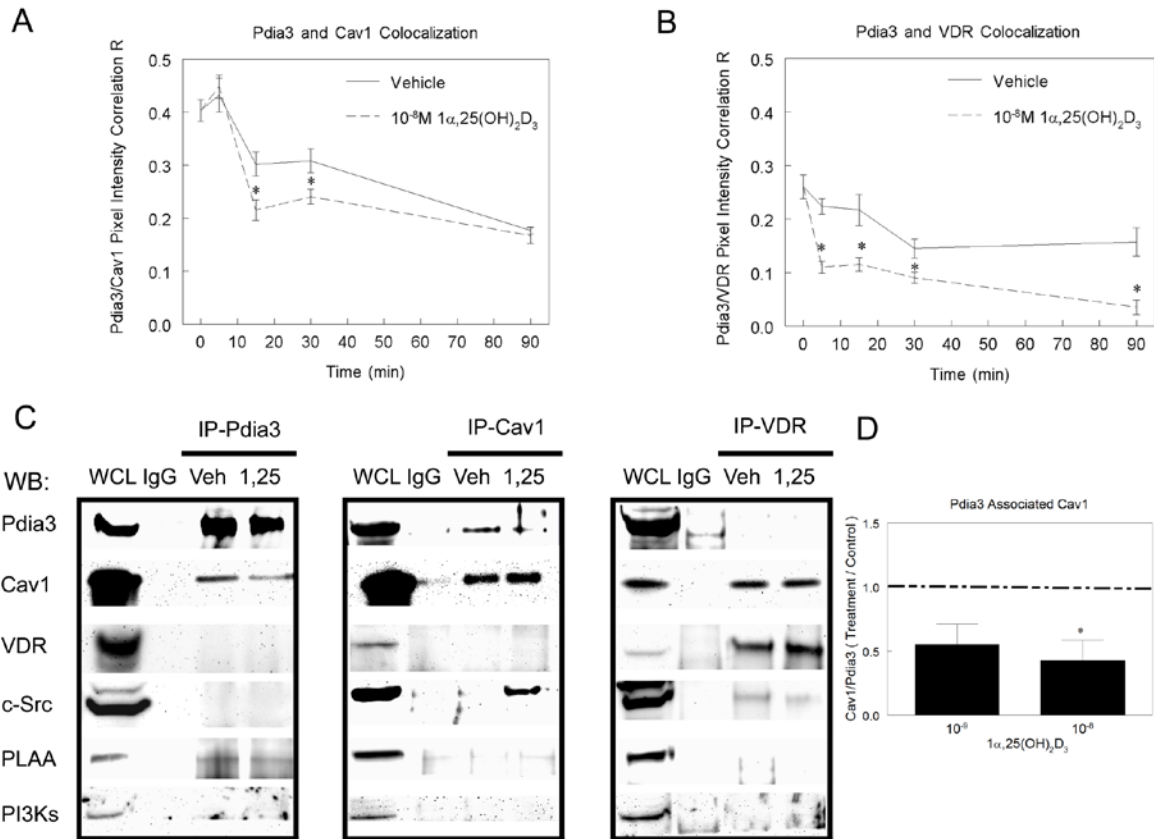 A
Pdia3 and Cav1 Colocalization
Pdia3/Cav1 Pixel Intensity Correlation R
0.5
0.4
0.3
0.2
0.1
0.0
Vehicle
10⁻⁸M 1α,25(OH)₂D₃
*
*
0 10 20 30 40 50 60 70 80 90
Time (min)
B
Pdia3 and VDR Colocalization
Pdia3/VDR Pixel Intensity Correlation R
0.5
0.4
0.3
0.2
0.1
0.0
Vehicle
10⁻⁸M 1α,25(OH)₂D₃
*
*
*
*
0 10 20 30 40 50 60 70 80 90
Time (min)
C
IP-Pdia3
IP-Cav1
IP-VDR
WB:
WCL IgG Veh 1,25
WCL IgG Veh 1,25
WCL IgG Veh 1,25
Pdia3
Cav1
VDR
c-Src
PLAA
PI3Ks
D
Pdia3 Associated Cav1
Cav1/Pdia3 ( Treatment / Control )
1.5
1.0
0.5
0.0
10⁻⁹ 10⁻⁸
1α,25(OH)₂D₃